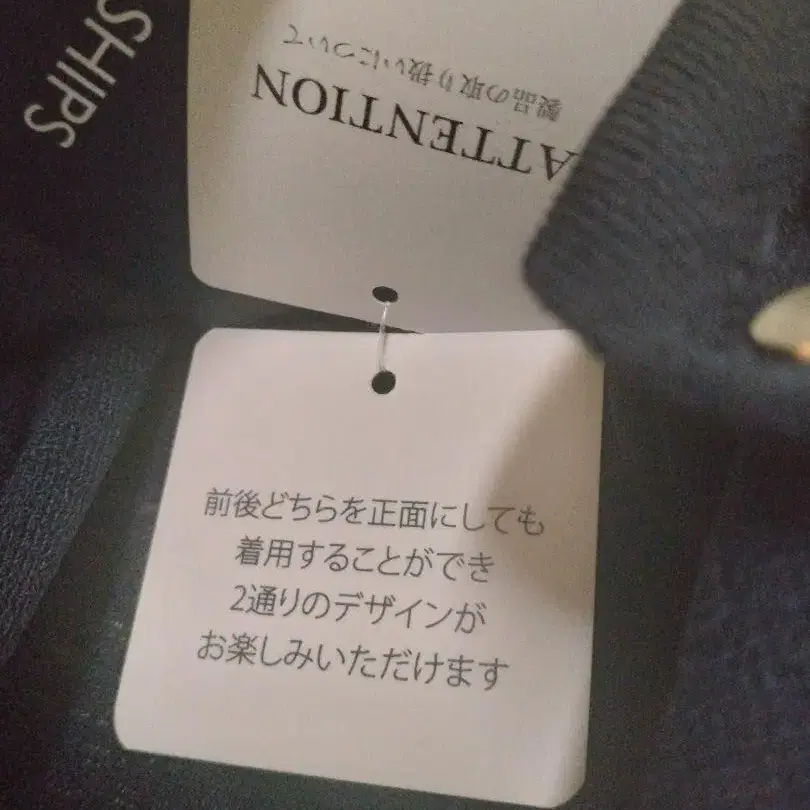 SHIPS
ATTENTION
製品の取り扱いについて
前後どちらを正面にしても
着用することができ
2通りのデザインが
お楽しみいただけます